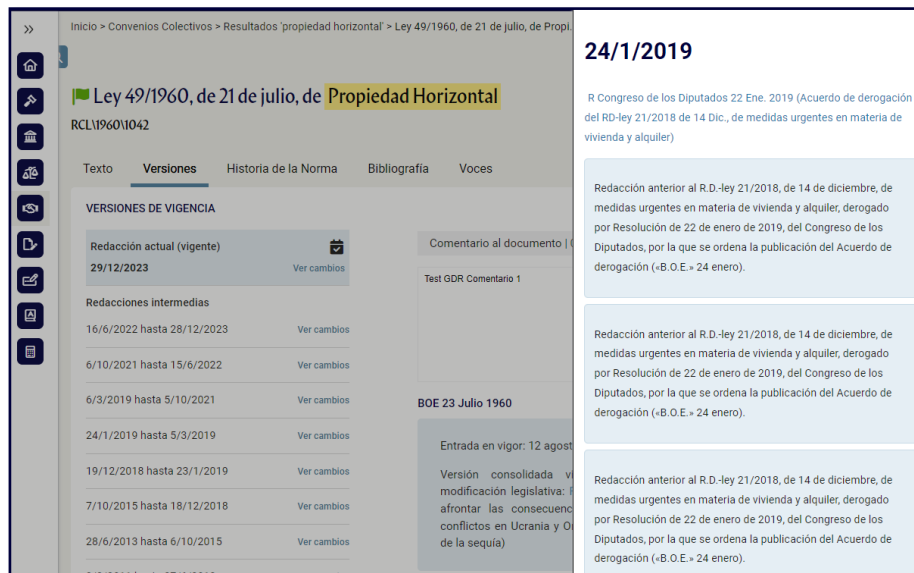 Inicio > Convenios Colectivos > Resultados 'propiedad horizontal' > Ley 49/1960, de 21 de julio, de Propi.
Ley 49/1960, de 21 de julio, de Propiedad Horizontal
RCL\1960\1042
Texto Versiones Historia de la Norma Bibliografía Voces
VERSIONES DE VIGENCIA
Redacción actual (vigente)
29/12/2023 Ver cambios
Redacciones intermedias
16/6/2022 hasta 28/12/2023 Ver cambios
6/10/2021 hasta 15/6/2022 Ver cambios
6/3/2019 hasta 5/10/2021 Ver cambios
24/1/2019 hasta 5/3/2019 Ver cambios
19/12/2018 hasta 23/1/2019 Ver cambios
7/10/2015 hasta 18/12/2018 Ver cambios
28/6/2013 hasta 6/10/2015 Ver cambios
Comentario al documento |
Test GDR Comentario 1
BOE 23 Julio 1960
Entrada en vigor: 12 agost
Versión consolidada vi
modificación legislativa:
afrontar las consecuenc
conflictos en Ucrania y O
de la sequía)
24/1/2019
R Congreso de los Diputados 22 Ene. 2019 (Acuerdo de derogación
del RD-ley 21/2018 de 14 Dic., de medidas urgentes en materia de
vivienda y alquiler)
Redacción anterior al R.D.-ley 21/2018, de 14 de diciembre, de
medidas urgentes en materia de vivienda y alquiler, derogado
por Resolución de 22 de enero de 2019, del Congreso de los
Diputados, por la que se ordena la publicación del Acuerdo de
derogación («B.O.E.» 24 enero).
Redacción anterior al R.D.-ley 21/2018, de 14 de diciembre, de
medidas urgentes en materia de vivienda y alquiler, derogado
por Resolución de 22 de enero de 2019, del Congreso de los
Diputados, por la que se ordena la publicación del Acuerdo de
derogación («B.O.E.» 24 enero).
Redacción anterior al R.D.-ley 21/2018, de 14 de diciembre, de
medidas urgentes en materia de vivienda y alquiler, derogado
por Resolución de 22 de enero de 2019, del Congreso de los
Diputados, por la que se ordena la publicación del Acuerdo de
derogación («B.O.E.» 24 enero).